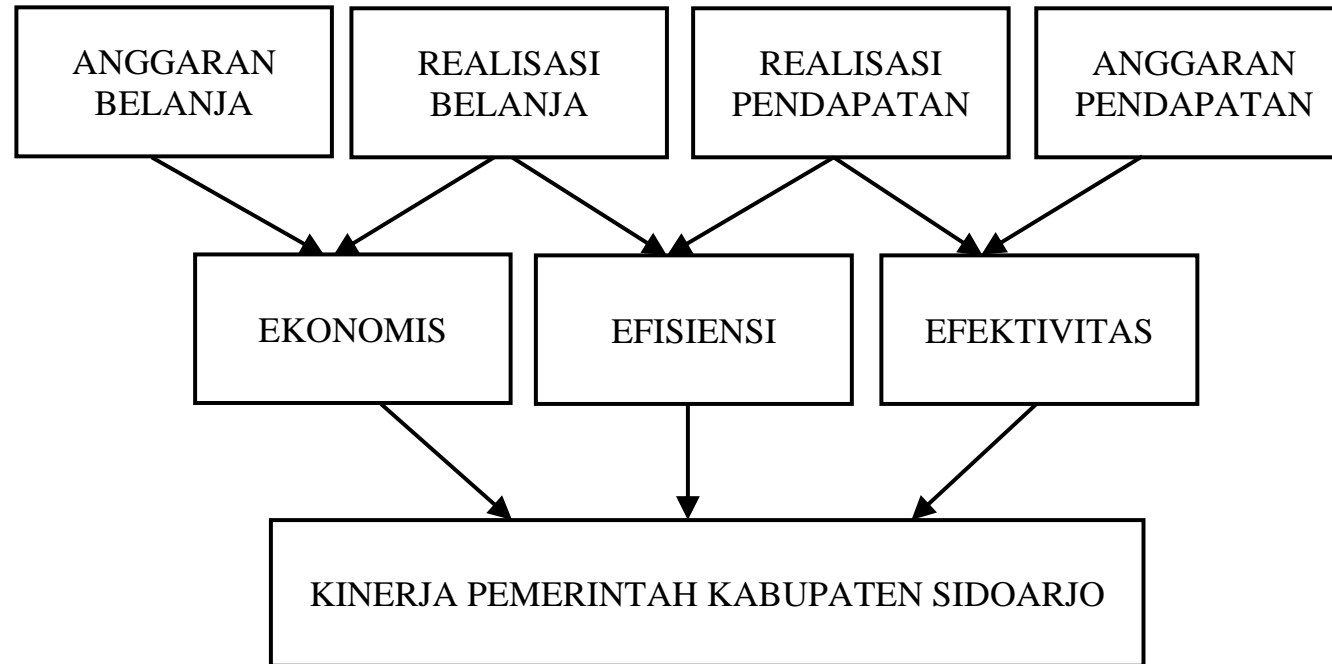 ANGGARAN
BELANJA
REALISASI
BELANJA
REALISASI
PENDAPATAN
ANGGARAN
PENDAPATAN
EKONOMIS
EFISIENSI
EFEKTIVITAS
KINERJA PEMERINTAH KABUPATEN SIDOARJO